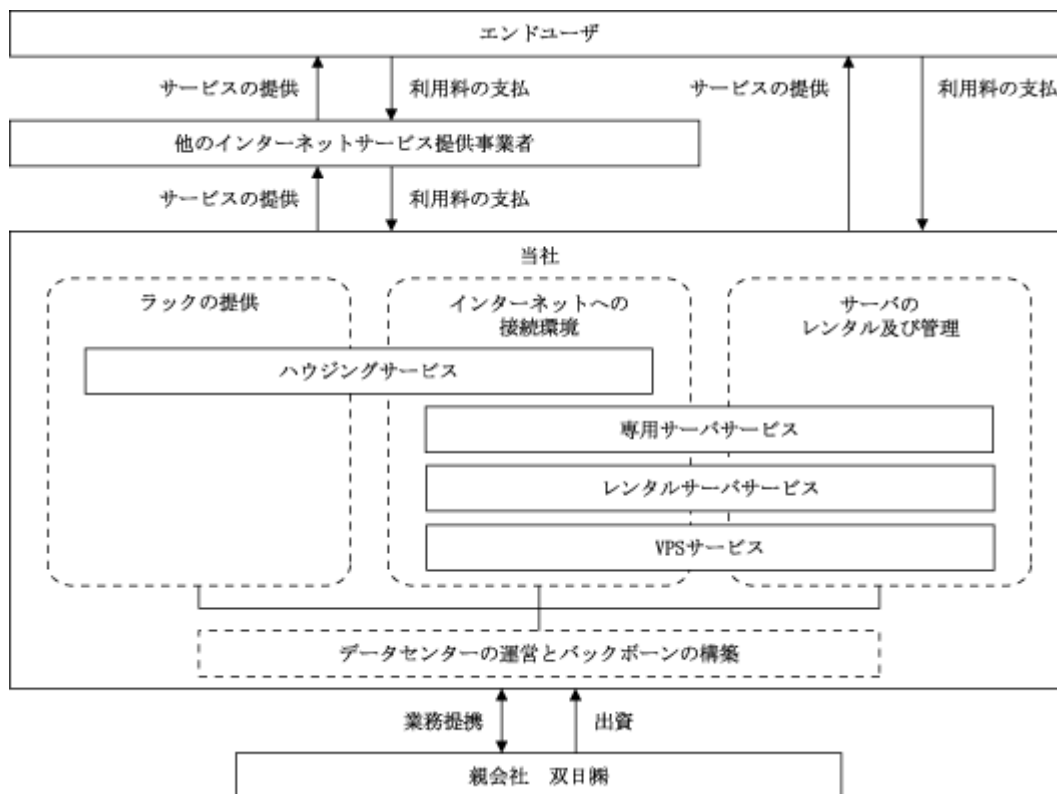 エンドユーザ
サービスの提供
利用料の支払
サービスの提供
利用料の支払
他のインターネットサービス提供事業者
サービスの提供
利用料の支払
当社
ラックの提供
インターネットへの
接続環境
サーバの
レンタル及び管理
ハウジングサービス
専用サーバサービス
レンタルサーバサービス
VPSサービス
データセンターの運営とバックボーンの構築
業務提携
出資
親会社 双日㈱